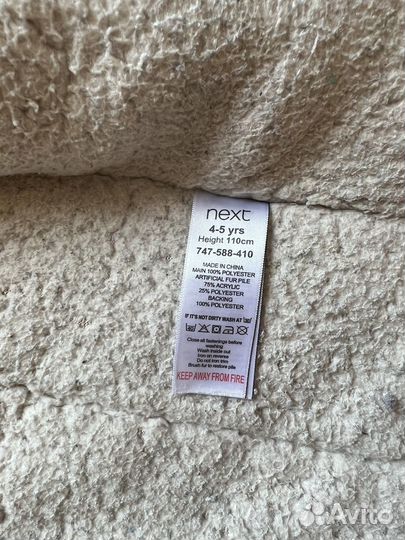 next
4-5 yrs
Height 110cm
747-588-410
MADE IN CHINA
MAIN 100% POLYESTER
ARTIFICIAL FUR PILE
75% ACRYLIC
25% POLYESTER
BACKING
100% POLYESTER
IF IT'S NOT DIRTY WASH AT
Close all fastenings before
washing
Wash inside out
Iron on reverse
Do not iron trim
Brush fur to restore pile
KEEP AWAY FROM FIRE
Avito